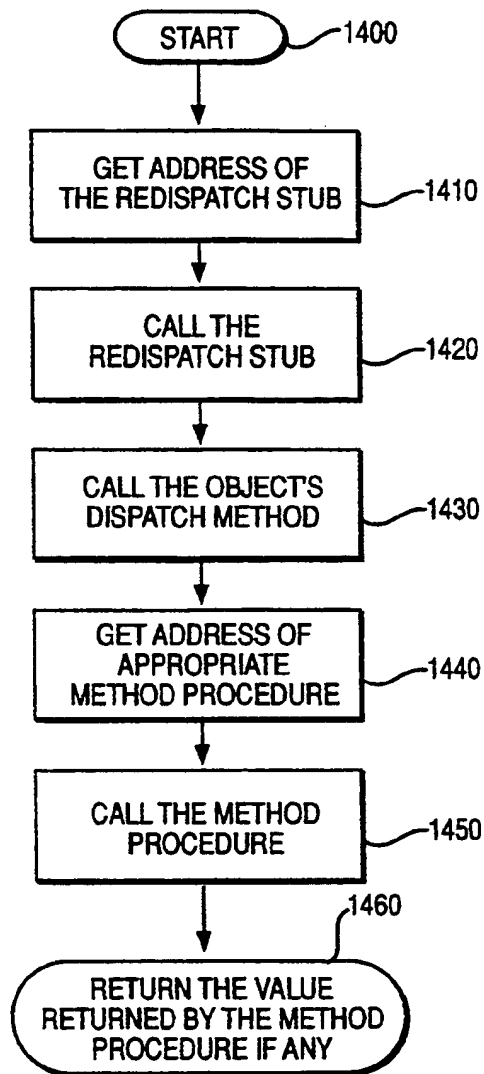 START
1400
GET ADDRESS OF
THE REDISPATCH STUB
1410
CALL THE
REDISPATCH STUB
1420
CALL THE OBJECT'S
DISPATCH METHOD
1430
GET ADDRESS OF
APPROPRIATE
METHOD PROCEDURE
1440
CALL THE METHOD
PROCEDURE
1450
1460
RETURN THE VALUE
RETURNED BY THE METHOD
PROCEDURE IF ANY